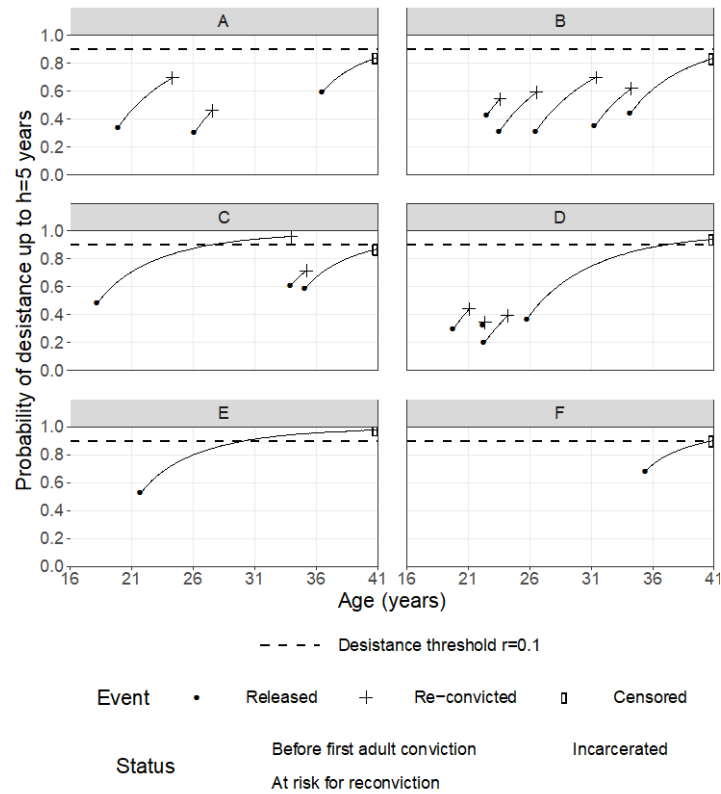 A
B
1.0
0.8
0.6
0.4
0.2
0.0
C
D
1.0
0.8
0.6
0.4
0.2
0.0
E
F
1.0
0.8
0.6
0.4
0.2
0.0
Probability of desistance up to h=5 years
16 21 26 31 36 41 16 21 26 31 36 41
Age (years)
Desistance threshold r=0.1
Event Released Re−convicted Censored
Before first adult conviction Incarcerated
Status
At risk for reconviction